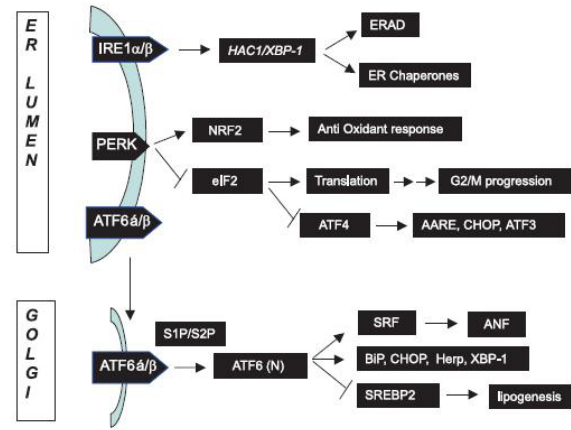 ER LUMEN
IRE1α/β
HAC1/XBP-1
ERAD
ER Chaperones
PERK
NRF2
Anti Oxidant response
eIF2
Translation
G2/M progression
ATF4
AARE, CHOP, ATF3
ATF6á/β
GOLGI
S1P/S2P
ATF6á/β
ATF6 (N)
SRF
ANF
BiP, CHOP, Herp, XBP-1
SREBP2
lipogenesis